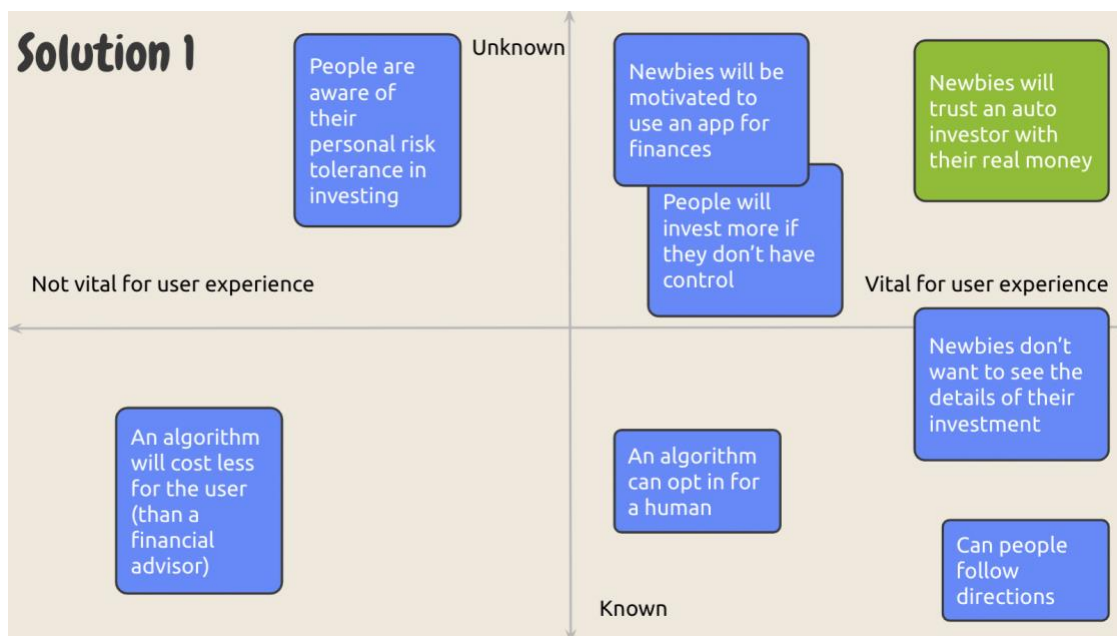 Solution 1
Unknown
People are
aware of
their
personal risk
tolerance in
investing
Newbies will be
motivated to
use an app for
finances
Newbies will
trust an auto
investor with
their real money
People will
invest more if
they don't have
control
Not vital for user experience
Vital for user experience
Newbies don't
want to see the
details of their
investment
An algorithm
will cost less
for the user
(than a
financial
advisor)
An algorithm
can opt in for
a human
Can people
follow
directions
Known